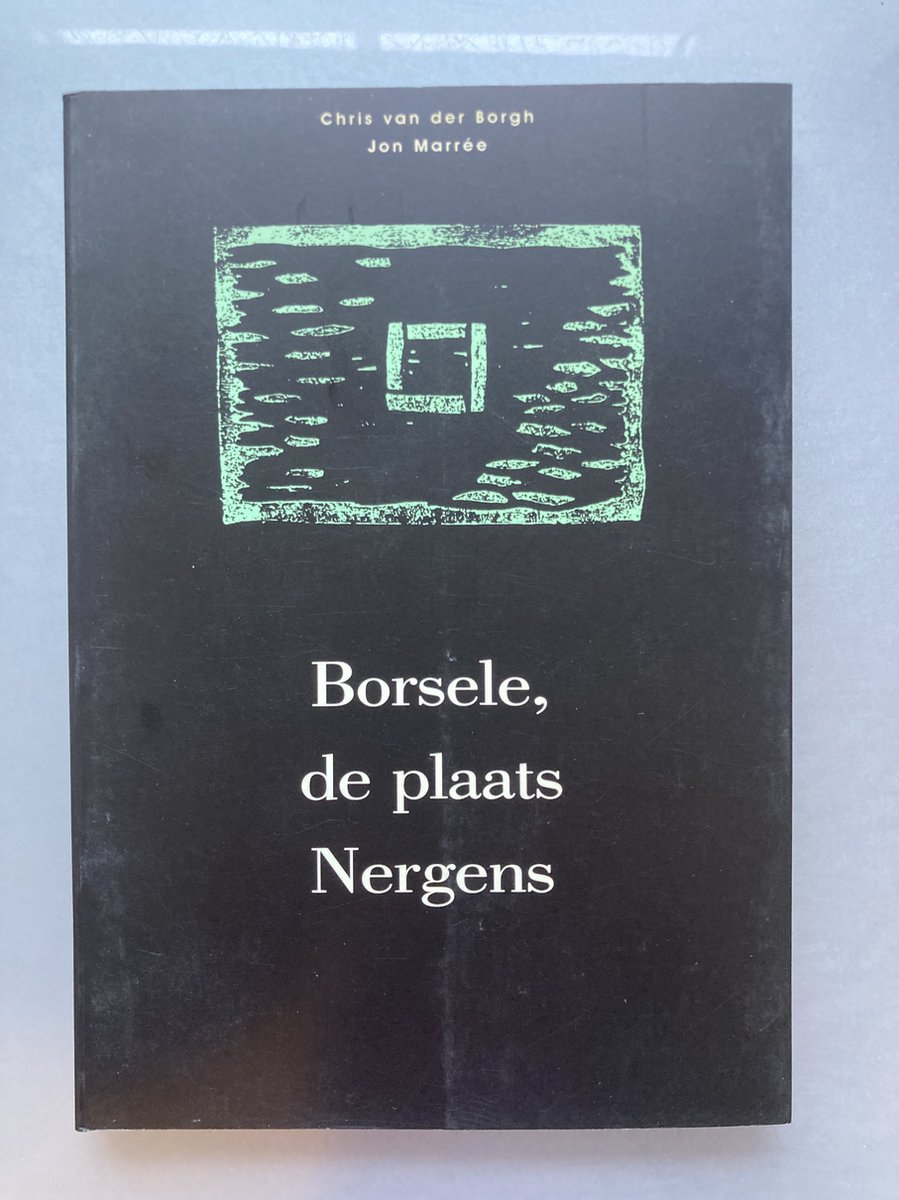 Chris van der Borgh
Jon Marrée
Borsele,
de plaats
Nergens